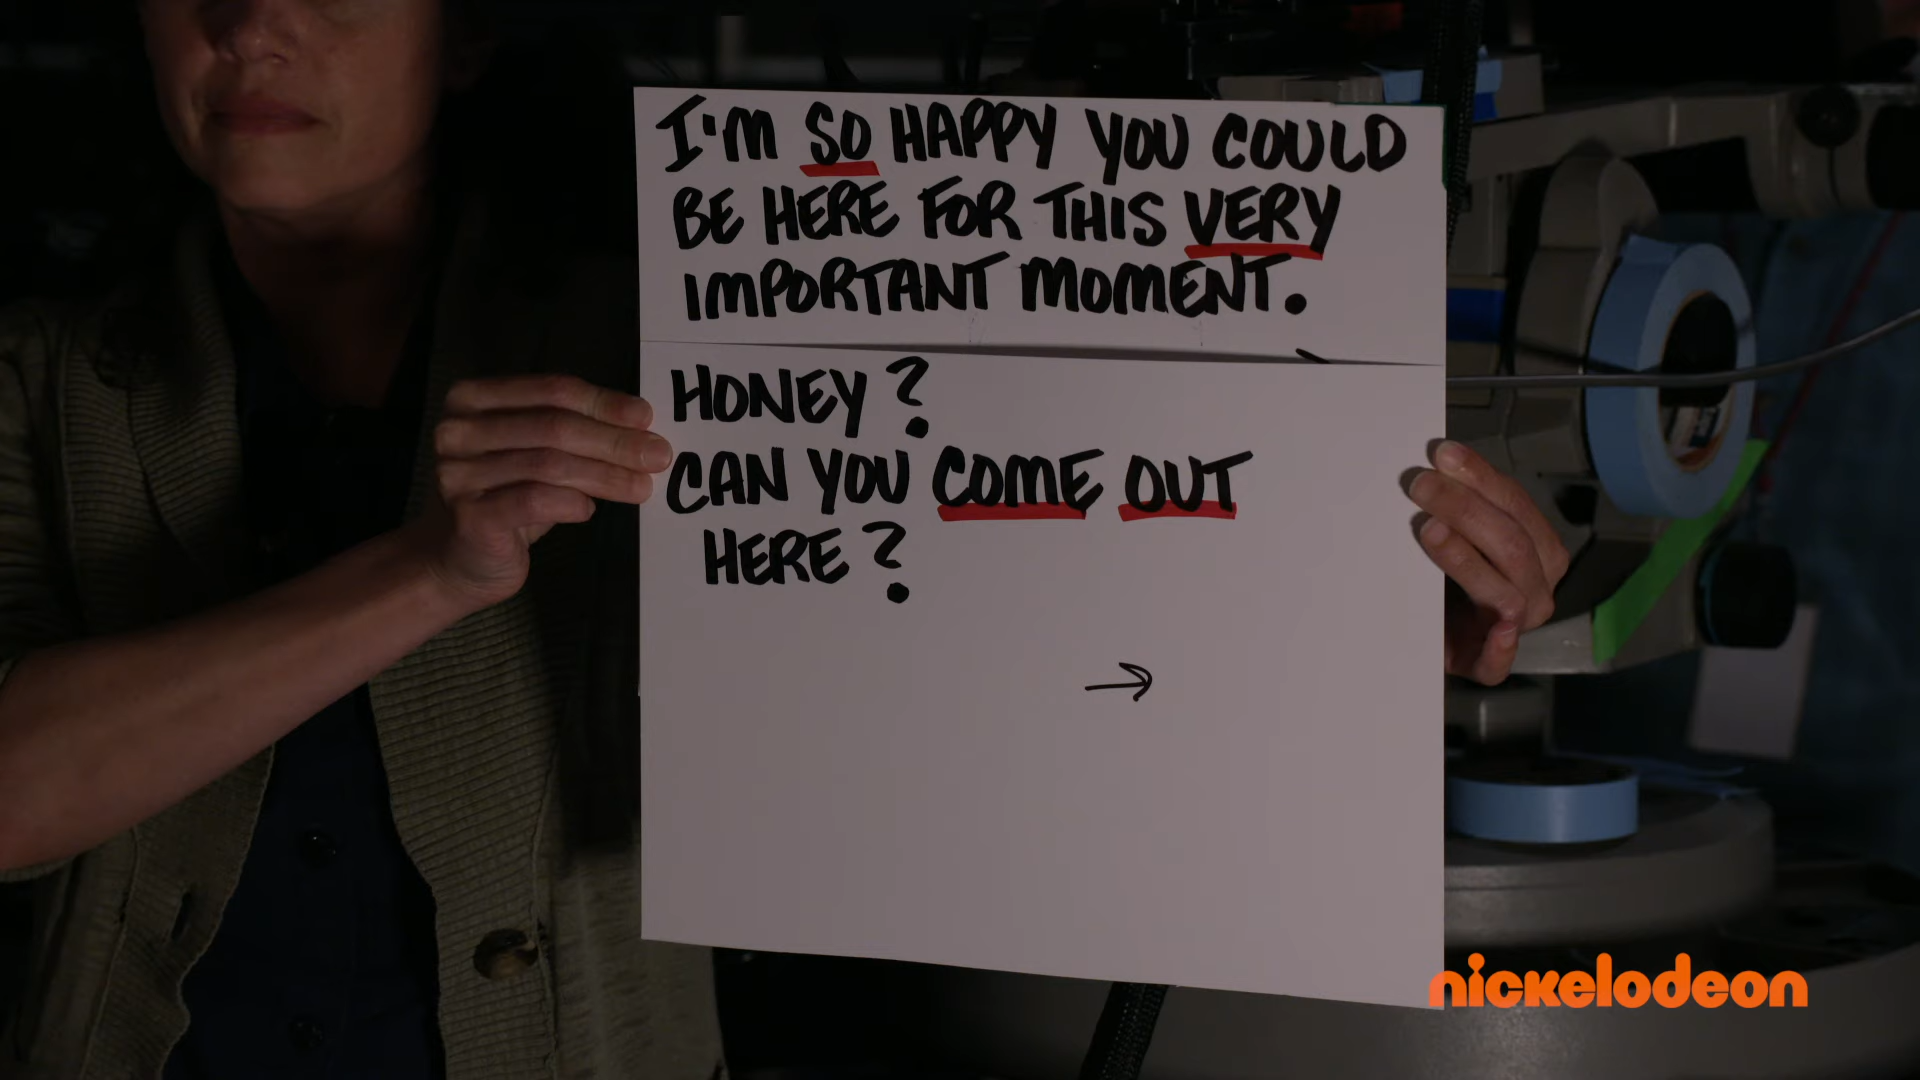 I'M SO HAPPY YOU COULD
BE HERE FOR THIS VERY
IMPORTANT MOMENT.
HONEY?
CAN YOU COME OUT
HERE?
nickelodeon